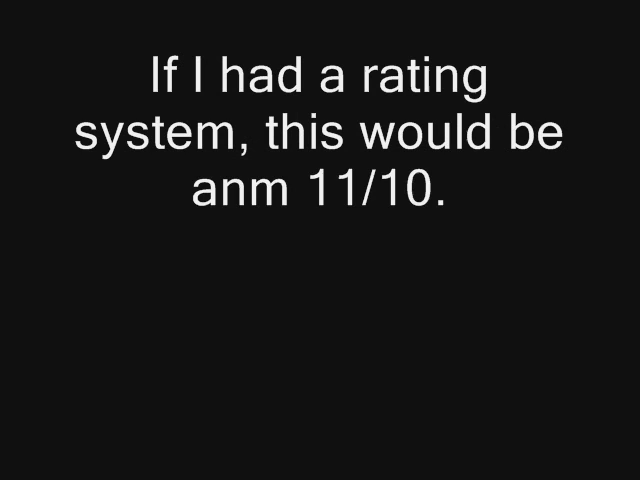 If I had a rating
system, this would be
anm 11/10.